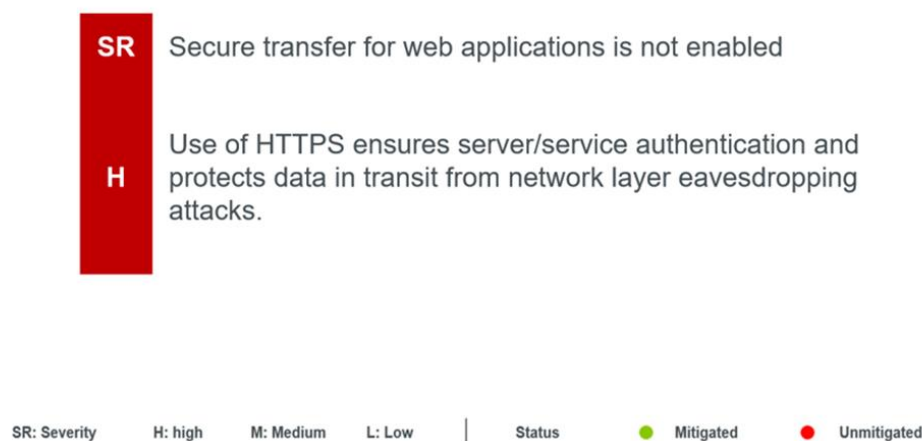 SR Secure transfer for web applications is not enabled
Use of HTTPS ensures server/service authentication and
H protects data in transit from network layer eavesdropping
attacks.
SR: Severity H: high M: Medium L: Low Status Mitigated Unmitigated